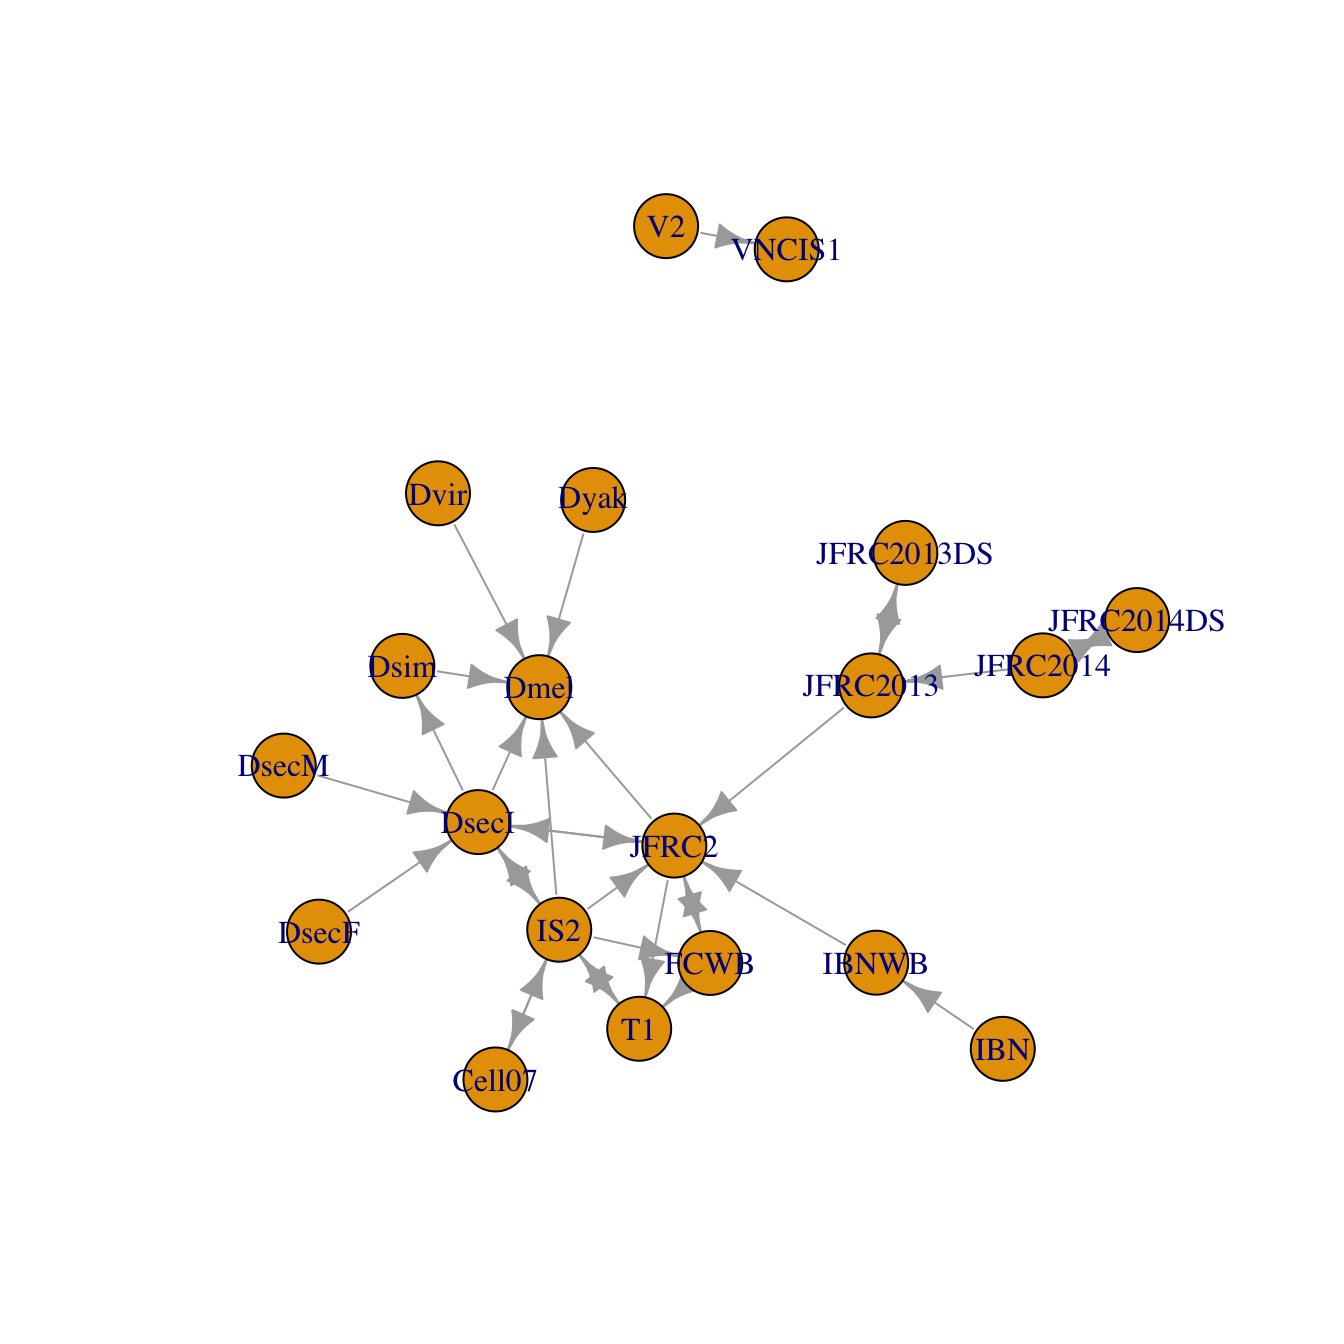 V2
VNCIS1
Dvir
Dyak
JFRC2013DS
JFRC2014DS
Dsim
JFRC2014
Dmel
JFRC2013
DsecM
DsecI
JFRC2
IS2
DsecF
FCWB
IBNWB
T1
IBN
Cell07